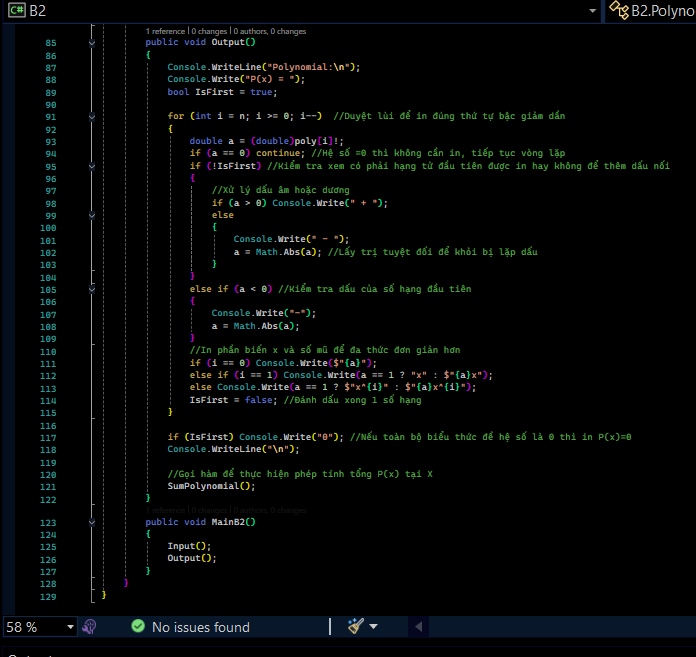 C# B2
B2.Polyno
1 reference | 0 changes | 0 authors, 0 changes
85 public void Output()
86 {
87 Console.WriteLine("Polynomial:\n");
88 Console.Write("P(x) = ");
89 bool IsFirst = true;
90
91 for (int i = n; i >= 0; i--) //Duyệt lùi để in đúng thứ tự bậc giảm dần
92 {
93 double a = (double)poly[i]!;
94 if (a == 0) continue; //Hệ số =0 thì không cần in, tiếp tục vòng lặp
95 if (!IsFirst) //Kiểm tra xem có phải hạng tử đầu tiên được in hay không để thêm dấu nối
96 {
97 //Xử lý dấu âm hoặc dương
98 if (a > 0) Console.Write(" + ");
99 else
100 {
101 Console.Write(" - ");
102 a = Math.Abs(a); //Lấy trị tuyệt đối để khỏi bị lặp dấu
103 }
104 }
105 else if (a < 0) //Kiểm tra dấu của số hạng đầu tiên
106 {
107 Console.Write("-");
108 a = Math.Abs(a);
109 }
110 //In phần biến x và số mũ để đa thức đơn giản hơn
111 if (i == 0) Console.Write($"{a}");
112 else if (i == 1) Console.Write(a == 1 ? "x" : $"{a}x");
113 else Console.Write(a == 1 ? $"x^{i}" : $"{a}x^{i}");
114 IsFirst = false; //Đánh dấu xong 1 số hạng
115 }
116
117 if (IsFirst) Console.Write("0"); //Nếu toàn bộ biểu thức đề hệ số là 0 thì in P(x)=0
118 Console.WriteLine("\n");
119
120 //Gọi hàm để thực hiện phép tính tổng P(x) tại X
121 SumPolynomial();
122 }
1 reference | 0 changes | 0 authors, 0 changes
123 public void MainB2()
124 {
125 Input();
126 Output();
127 }
128 }
129 }
58 %
No issues found